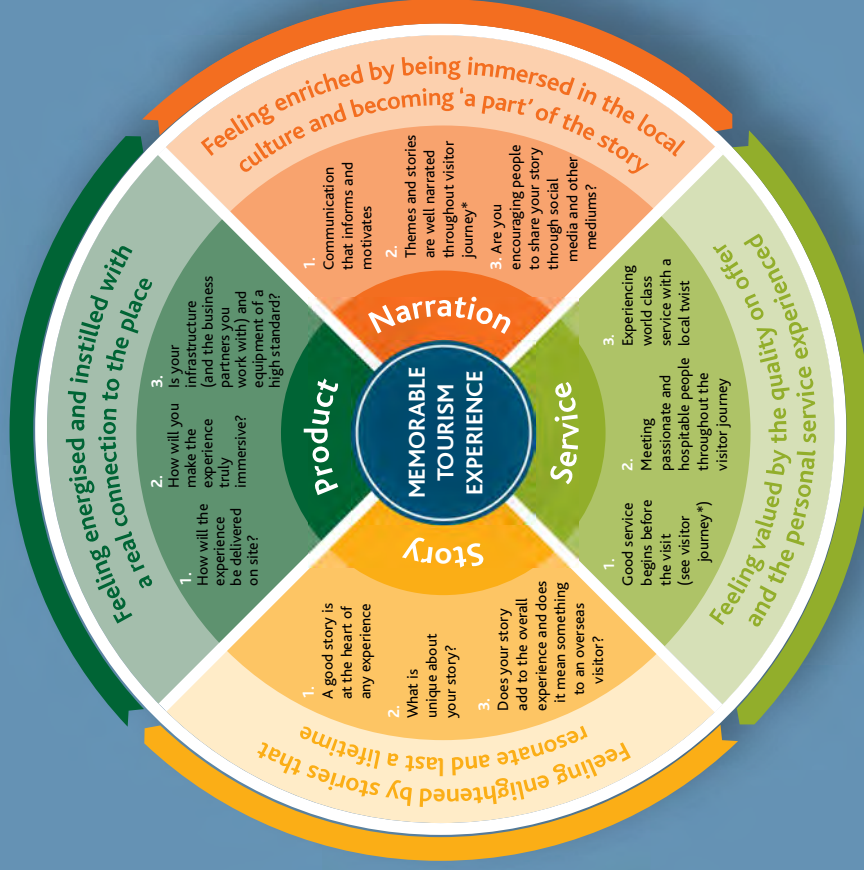 MEMORABLE
TOURISM
EXPERIENCE
Story
1.
A good story is
at the heart of
any experience
2.
What is
unique about
your story?
3.
Does your story
add to the overall
experience and does
it mean something
to an overseas
visitor?
Feeling enlightened by stories that
resonate and last a lifetime
Product
1.
How will the
experience
be delivered
on site?
2.
How will you
make the
experience
truly
immersive?
3.
Is your
infrastructure
(and the business
partners you
work with) and
equipment of a
high standard?
Feeling energised and instilled with
a real connection to the place
Narration
1.
Communication
that informs and
motivates
2.
Themes and stories
are well narrated
throughout visitor
journey*
3. Are you
encouraging people
to share your story
through social
media and other
mediums?
Feeling enriched by being immersed in the local
culture and becoming ‘a part’ of the story
Service
1.
Good service
begins before
the visit
(see visitor
journey*)
2.
Meeting
passionate and
hospitable people
throughout the
visitor journey
3.
Experiencing
world class
service with a
local twist
Feeling valued by the quality on offer
and the personal service experienced